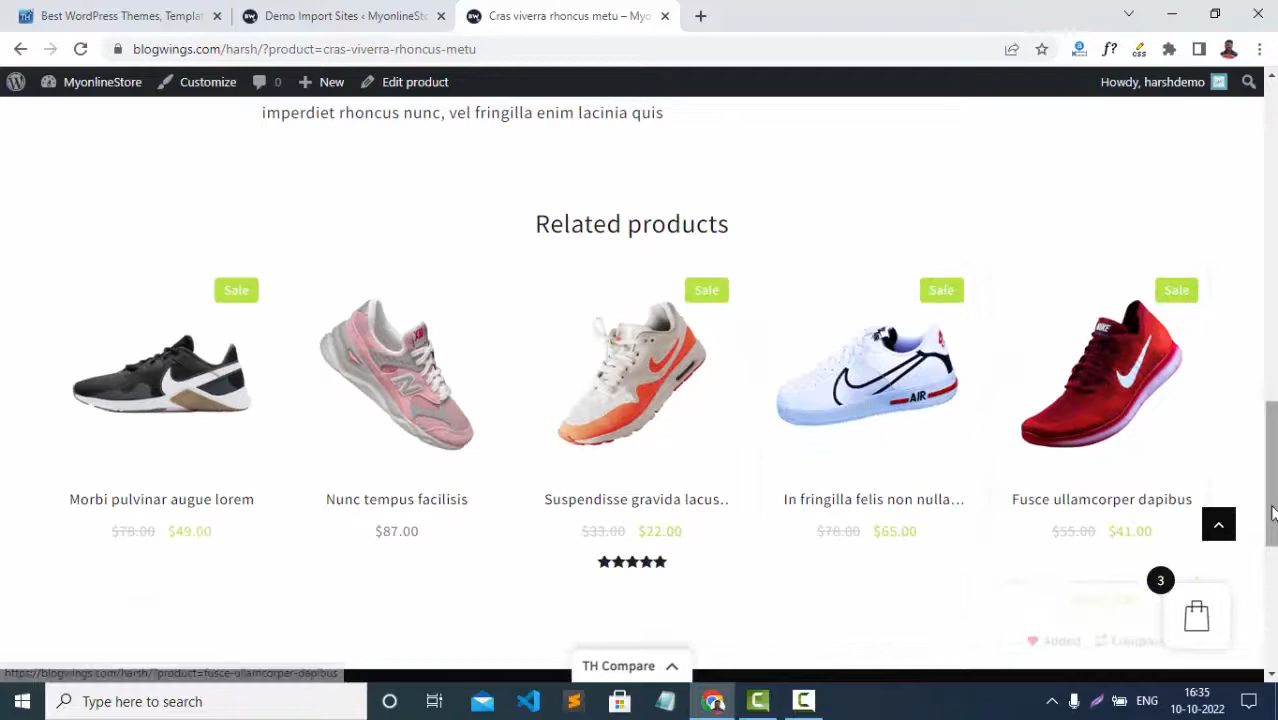 Best WordPress Themes, Templat
Demo Import Sites ‹ MyonlineSt
Cras viverra rhoncus metu – Myo
blogwings.com/harsh/?product=cras-viverra-rhoncus-metu
MyonlineStore Customize 0 New Edit product Howdy, harshdemo
imperdiet rhoncus nunc, vel fringilla enim lacinia quis
Related products
Sale Sale Sale Sale
AIR
Morbi pulvinar augue lorem Nunc tempus facilisis Suspendisse gravida lacus.. In fringilla felis non nulla... Fusce ullamcorper dapibus
$78.00 $49.00 $87.00 $33.00 $22.00 $78.00 $65.00 $55.00 $41.00
3
Added
TH Compare
https://blogwings.com/harsh/?product=fusce-ullamcorper-dapibus
Type here to search
ENG
16:35
10-10-2022